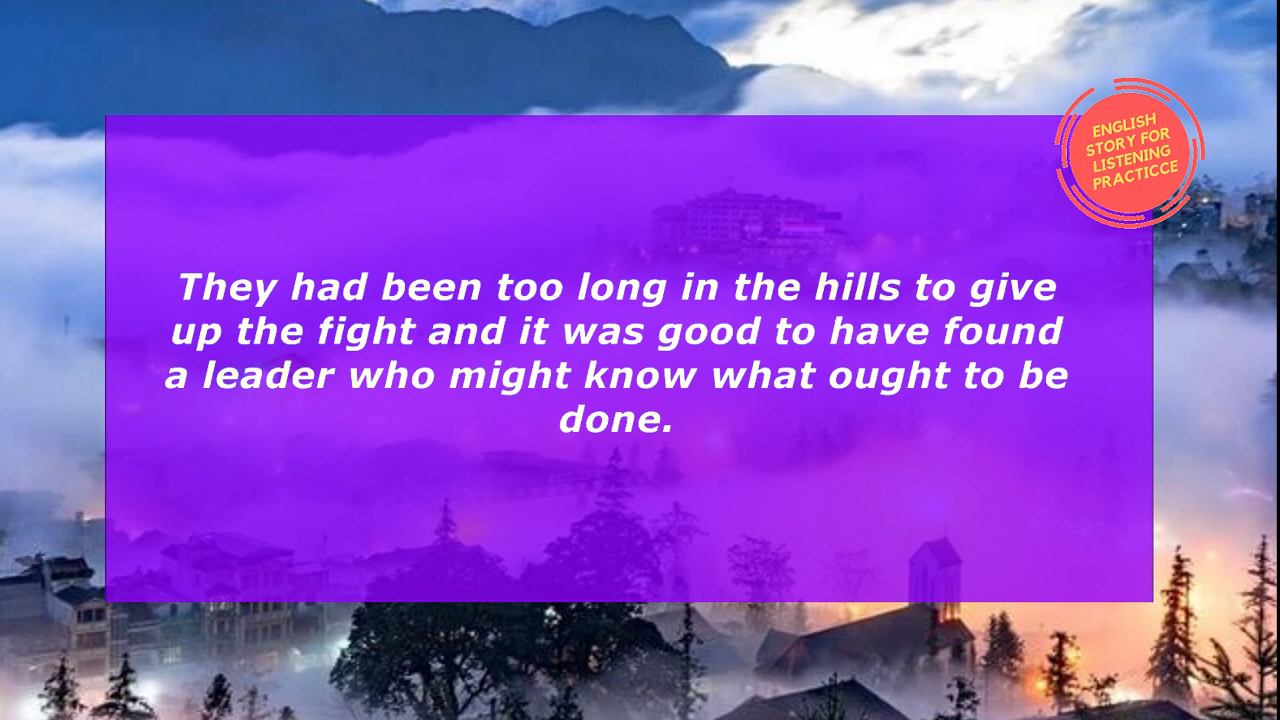 ENGLISH
STORY FOR
LISTENING
PRACTICCE
They had been too long in the hills to give
up the fight and it was good to have found
a leader who might know what ought to be
done.